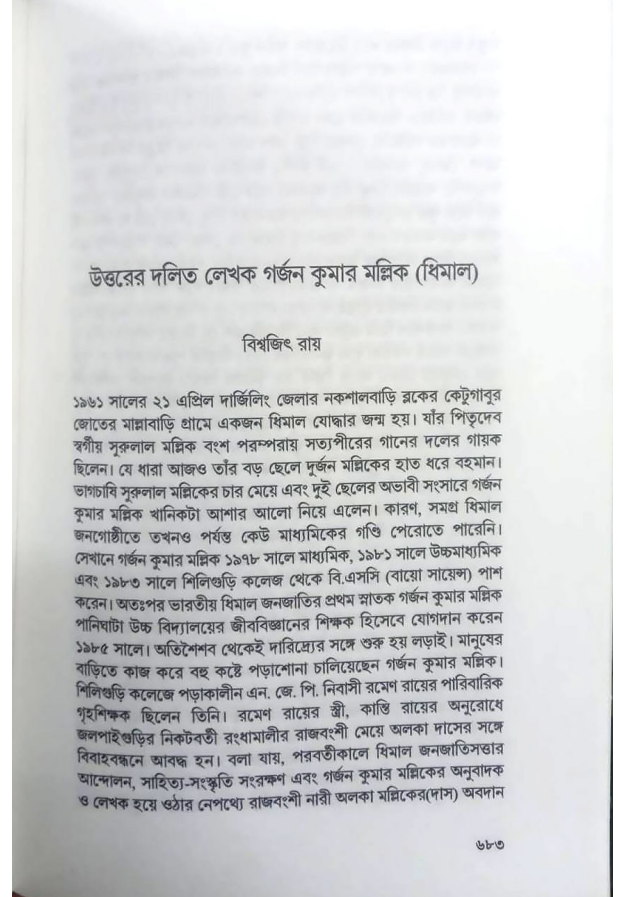 উত্তরের দলিত লেখক গর্জন কুমার মল্লিক (ধিমাল)
বিশ্বজিৎ রায়
১৯৬১ সালের ২১ এপ্রিল দার্জিলিং জেলার নকশালবাড়ি ব্লকের কেটুগাবুর
জোতের মাল্লাবাড়ি গ্রামে একজন ধিমাল যোদ্ধার জন্ম হয়। যাঁর পিতৃদেব
স্বর্গীয় সুরুলাল মল্লিক বংশ পরম্পরায় সত্যপীরের গানের দলের গায়ক
ছিলেন। যে ধারা আজও তাঁর বড় ছেলে দুর্জন মল্লিকের হাত ধরে বহমান।
ভাগচাষি সুরুলাল মল্লিকের চার মেয়ে এবং দুই ছেলের অভাবী সংসারে গর্জন
কুমার মল্লিক খানিকটা আশার আলো নিয়ে এলেন। কারণ, সমগ্র ধিমাল
জনগোষ্ঠীতে তখনও পর্যন্ত কেউ মাধ্যমিকের গণ্ডি পেরোতে পারেনি।
সেখানে গর্জন কুমার মল্লিক ১৯৭৮ সালে মাধ্যমিক, ১৯৮১ সালে উচ্চমাধ্যমিক
এবং ১৯৮৩ সালে শিলিগুড়ি কলেজ থেকে বি.এসসি (বায়ো সায়েন্স) পাশ
করেন। অতঃপর ভারতীয় ধিমাল জনজাতির প্রথম স্নাতক গর্জন কুমার মল্লিক
পানিঘাটা উচ্চ বিদ্যালয়ের জীববিজ্ঞানের শিক্ষক হিসেবে যোগদান করেন
১৯৮৫ সালে। অতিশৈশব থেকেই দারিদ্র্যের সঙ্গে শুরু হয় লড়াই। মানুষের
বাড়িতে কাজ করে বহু কষ্টে পড়াশোনা চালিয়েছেন গর্জন কুমার মল্লিক।
শিলিগুড়ি কলেজে পড়াকালীন এন. জে. পি. নিবাসী রমেণ রায়ের পারিবারিক
গৃহশিক্ষক ছিলেন তিনি। রমেণ রায়ের স্ত্রী, কান্তি রায়ের অনুরোধে
জলপাইগুড়ির নিকটবর্তী রংধামালীর রাজবংশী মেয়ে অলকা দাসের সঙ্গে
বিবাহবন্ধনে আবদ্ধ হন। বলা যায়, পরবর্তীকালে ধিমাল জনজাতিসত্তার
আন্দোলন, সাহিত্য-সংস্কৃতি সংরক্ষণ এবং গর্জন কুমার মল্লিকের অনুবাদক
ও লেখক হয়ে ওঠার নেপথ্যে রাজবংশী নারী অলকা মল্লিকের(দাস) অবদান
৬৮৩